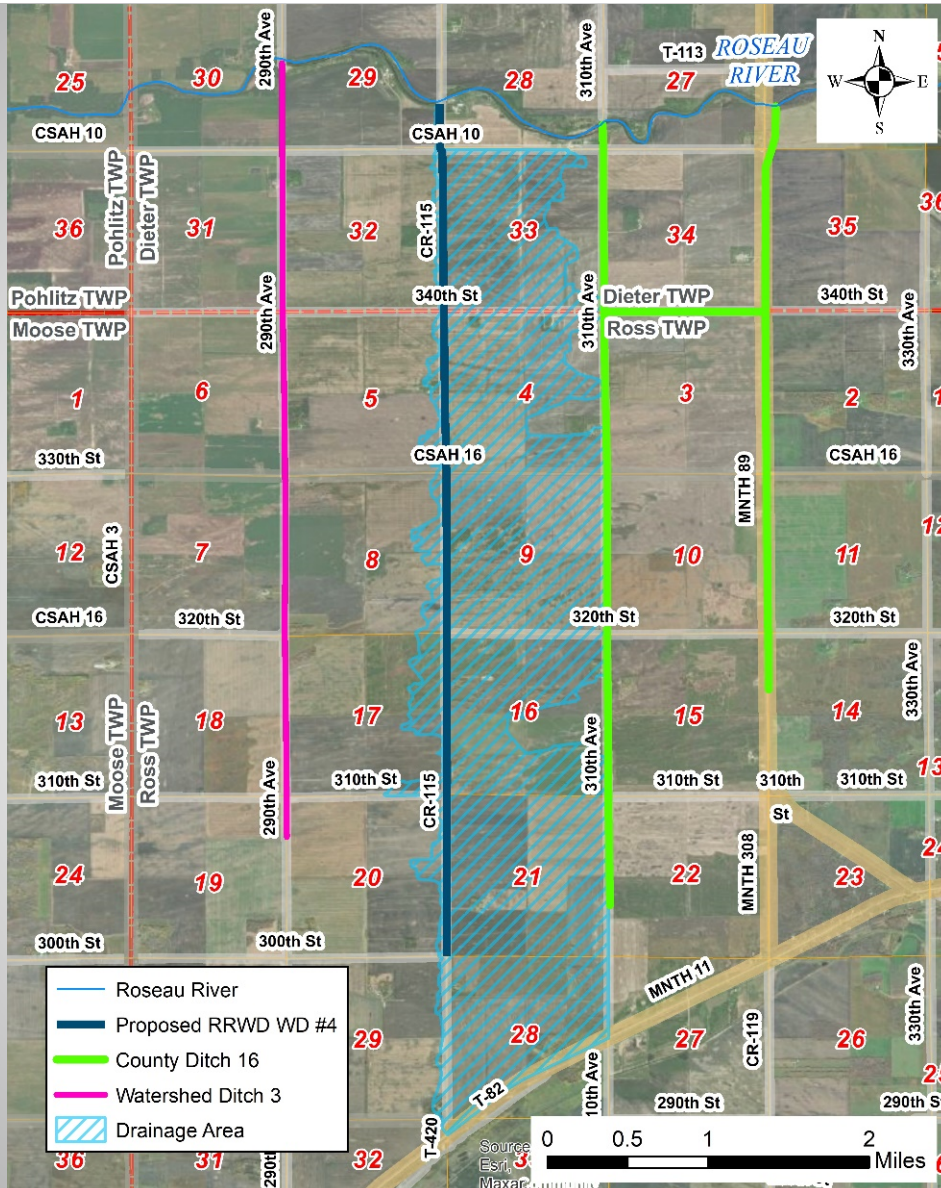 290th Ave
310th Ave
T-113
ROSEAU
RIVER
N
W
E
S
25
30
29
28
27
CSAH 10
CSAH 10
Pohlitz TWP
Dieter TWP
36
31
32
CR-115
33
34
35
36
290th Ave
340th St
310th Ave
Dieter TWP
340th St
330th Ave
Pohlitz TWP
Moose TWP
Ross TWP
1
6
5
4
3
2
330th St
CSAH 16
CSAH 16
MNTH 89
12
CSAH 3
7
8
9
10
11
12
CSAH 16
320th St
320th St
320th St
330th Ave
13
Moose TWP
Ross TWP
18
17
16
15
14
13
310th St
290th Ave
310th St
CR-115
310th Ave
310th St
310th
St
310th St
24
19
20
21
22
MNTH 308
23
24
300th St
300th St
MNTH 11
Roseau River
Proposed RRWD WD #4
County Ditch 16
Watershed Ditch 3
Drainage Area
29
28
27
CR-119
26
330th Ave
T-82
290th St
290th St
T-420
36
31
32
Source
Esri,
0 0.5 1 2
Miles